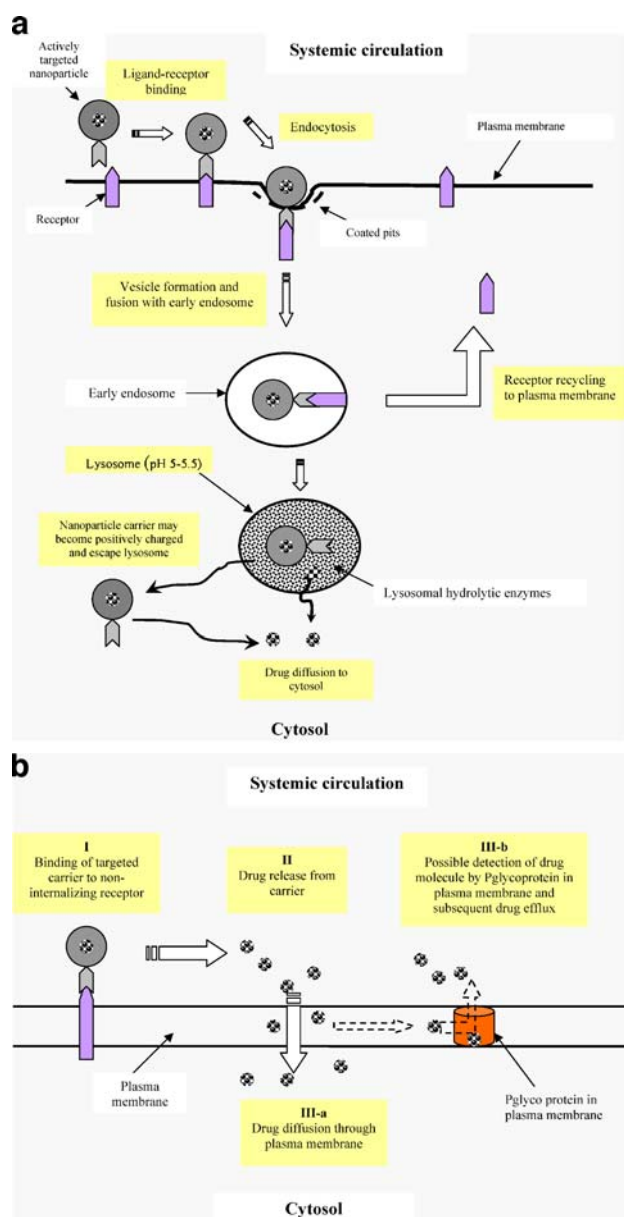 a
Systemic circulation
Actively
targeted
nanoparticle
Ligand-receptor
binding
Endocytosis
Plasma membrane
Receptor
Coated pits
Vesicle formation and
fusion with early endosome
Early endosome
Receptor recycling
to plasma membrane
Lysosome (pH 5-5.5)
Nanoparticle carrier may
become positively charged
and escape lysosome
Lysosomal hydrolytic enzymes
Drug diffusion to
cytosol
Cytosol
b
Systemic circulation
I
Binding of targeted
carrier to non-
internalizing receptor
II
Drug release from
carrier
III-b
Possible detection of drug
molecule by Pglycoprotein in
plasma membrane and
subsequent drug efflux
Plasma
membrane
III-a
Drug diffusion through
plasma membrane
Pglyco protein in
plasma membrane
Cytosol